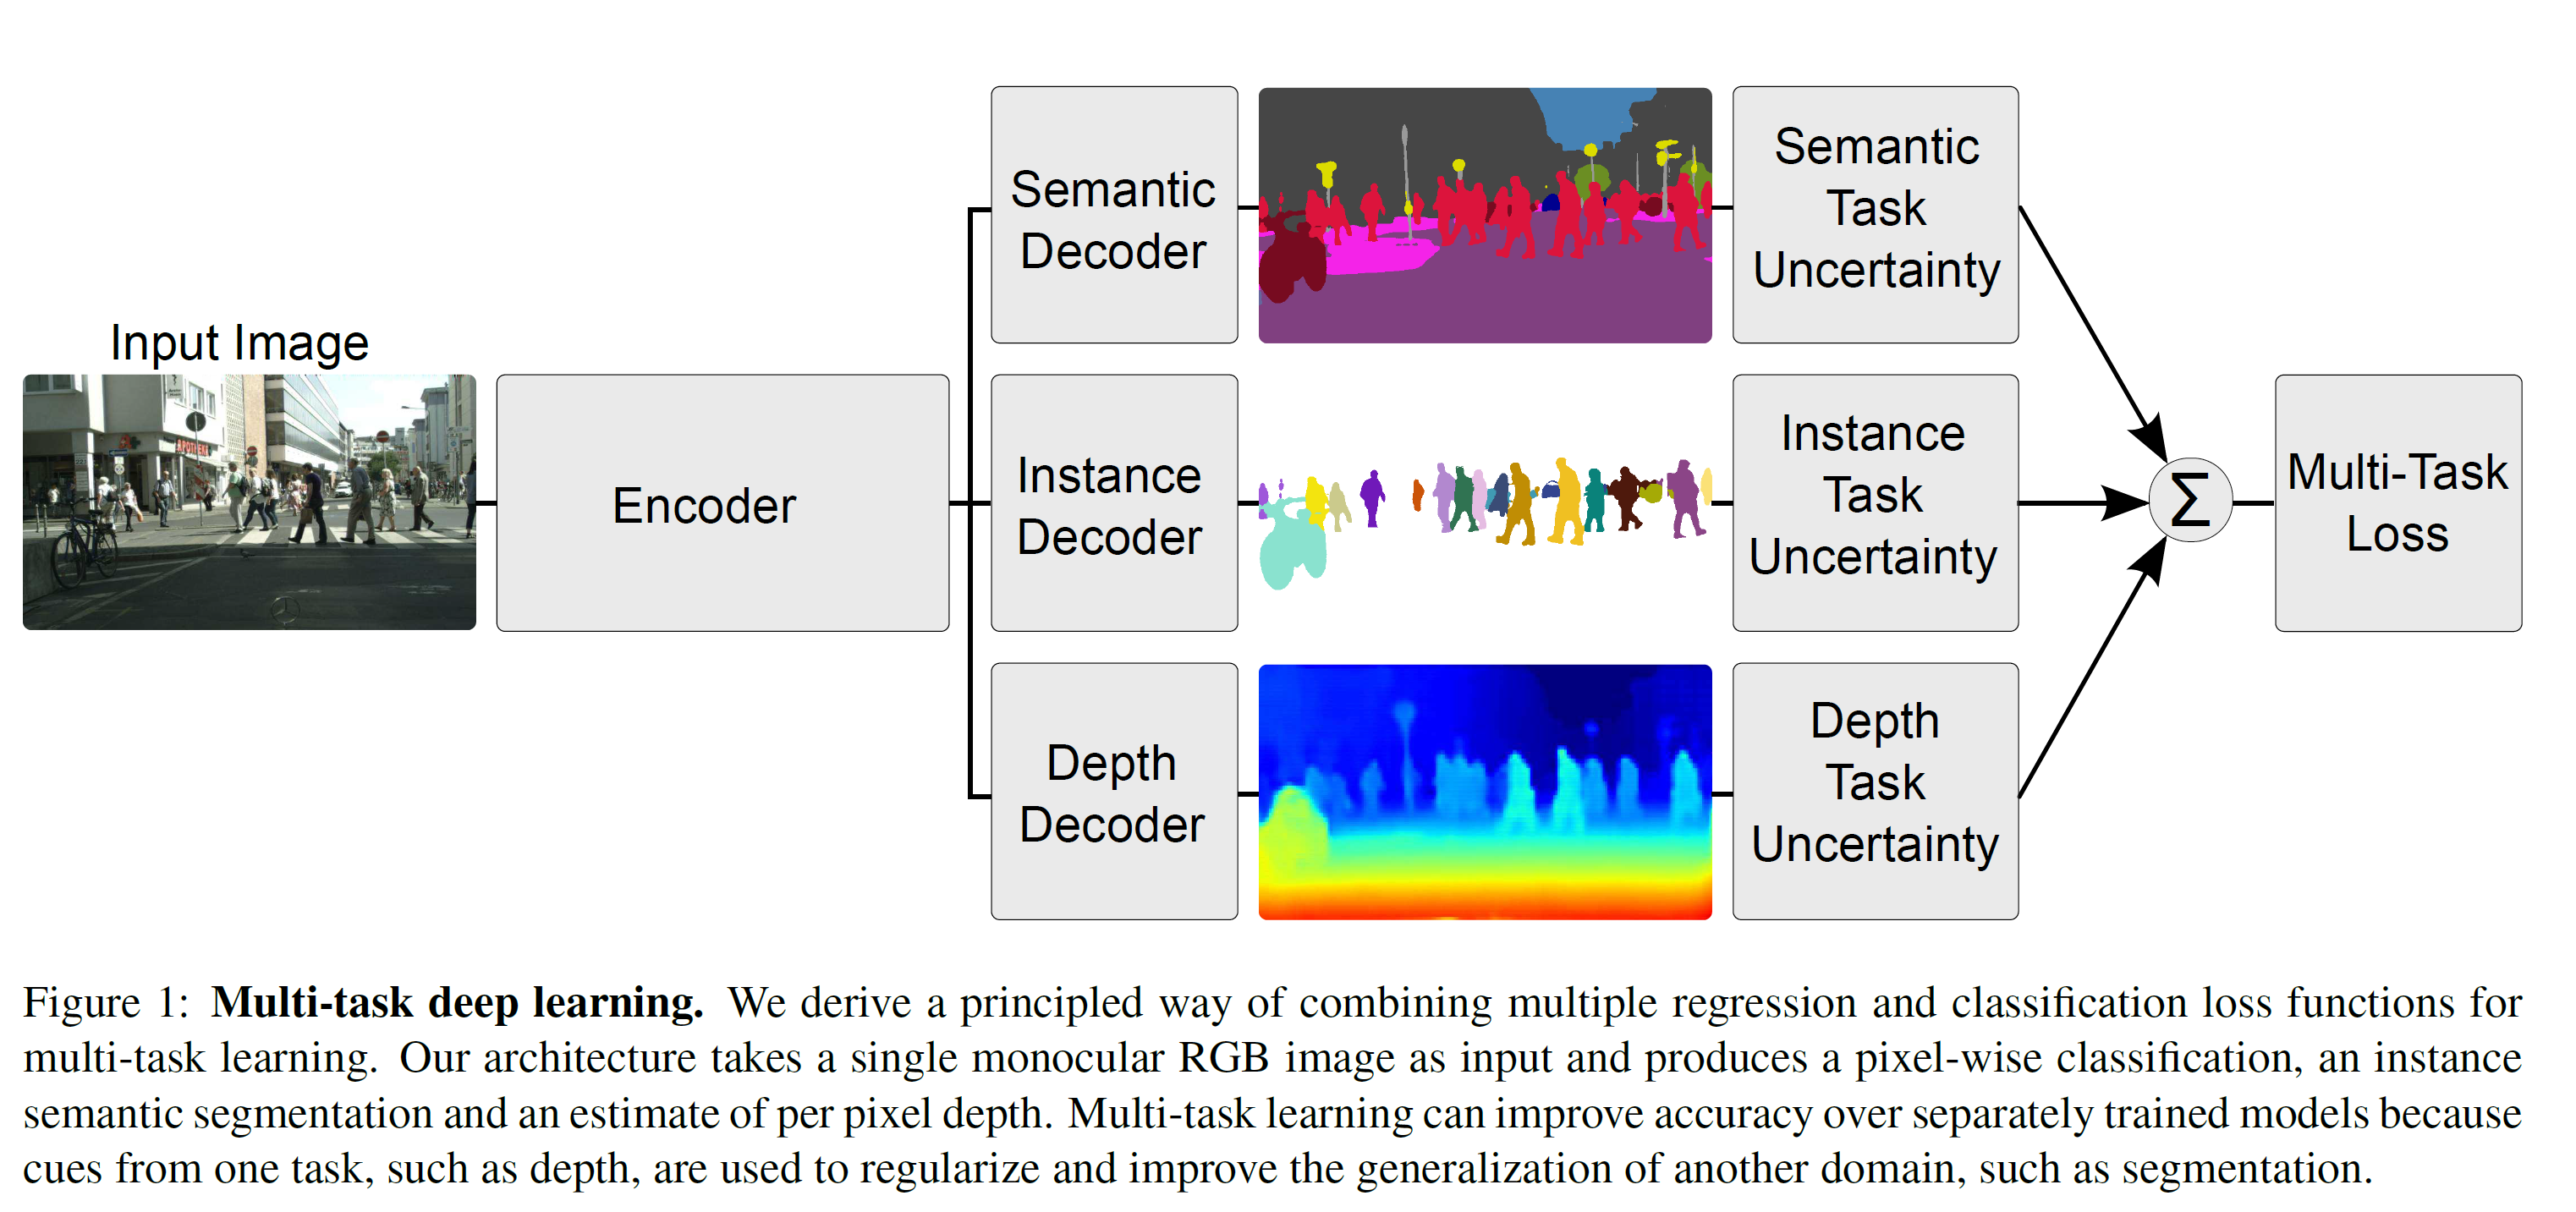 Input Image
Encoder
Semantic
Decoder
Instance
Decoder
Depth
Decoder
Semantic
Task
Uncertainty
Instance
Task
Uncertainty
Depth
Task
Uncertainty
Σ
Multi-Task
Loss
Figure 1: Multi-task deep learning. We derive a principled way of combining multiple regression and classification loss functions for
multi-task learning. Our architecture takes a single monocular RGB image as input and produces a pixel-wise classification, an instance
semantic segmentation and an estimate of per pixel depth. Multi-task learning can improve accuracy over separately trained models because
cues from one task, such as depth, are used to regularize and improve the generalization of another domain, such as segmentation.